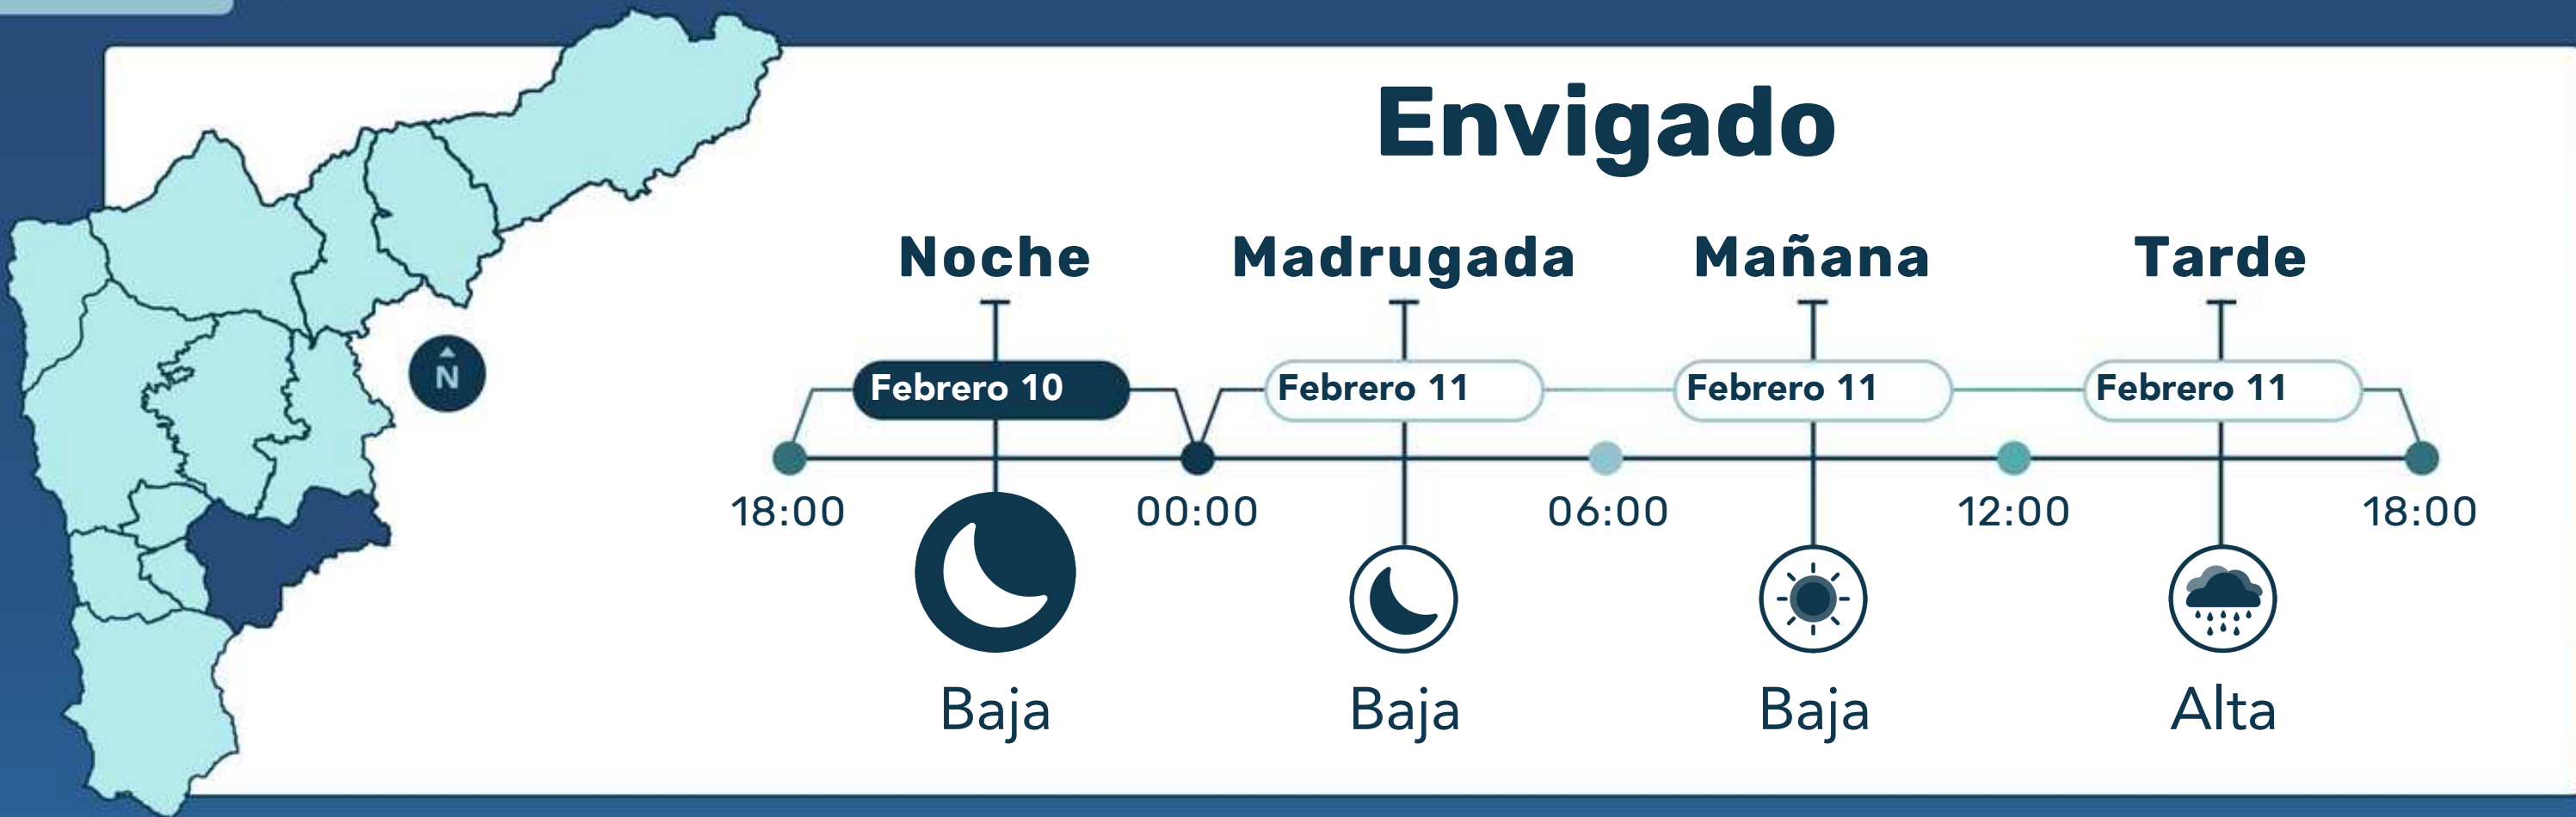 Envigado
Noche Madrugada Mañana Tarde
Febrero 10 Febrero 11 Febrero 11 Febrero 11
N
18:00 00:00 06:00 12:00 18:00
Baja Baja Baja Alta